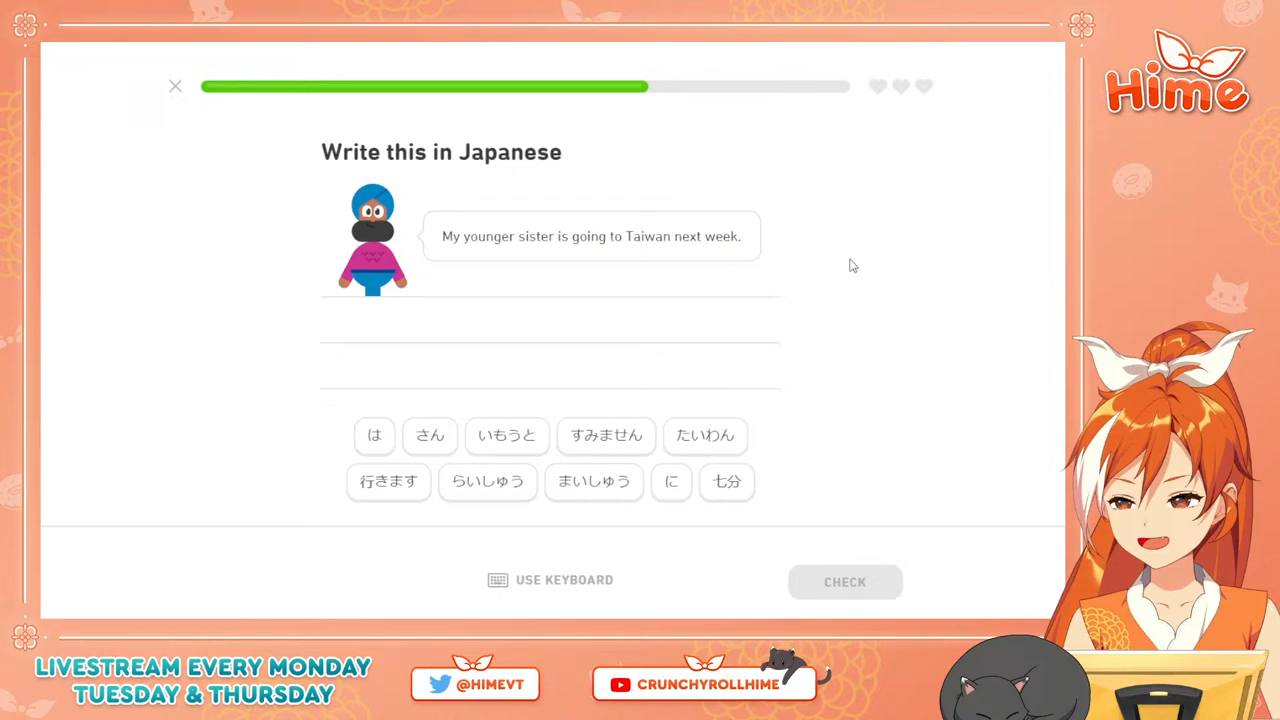 Hime
Write this in Japanese
My younger sister is going to Taiwan next week.
は さん いもうと すみません たいわん
行きます らいしゅう まいしゅう に 七分
USE KEYBOARD
CHECK
LIVESTREAM EVERY MONDAY
TUESDAY & THURSDAY
@HIMEVT
CRUNCHYROLLHIME